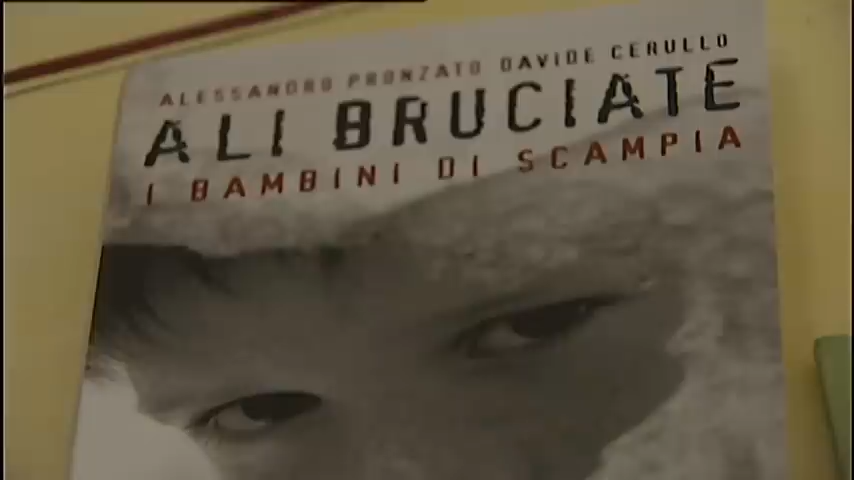 ALESSANDRO PRONZATO DAVIDE CERULLO
ALI BRUCIATE
I BAMBINI DI SCAMPIA